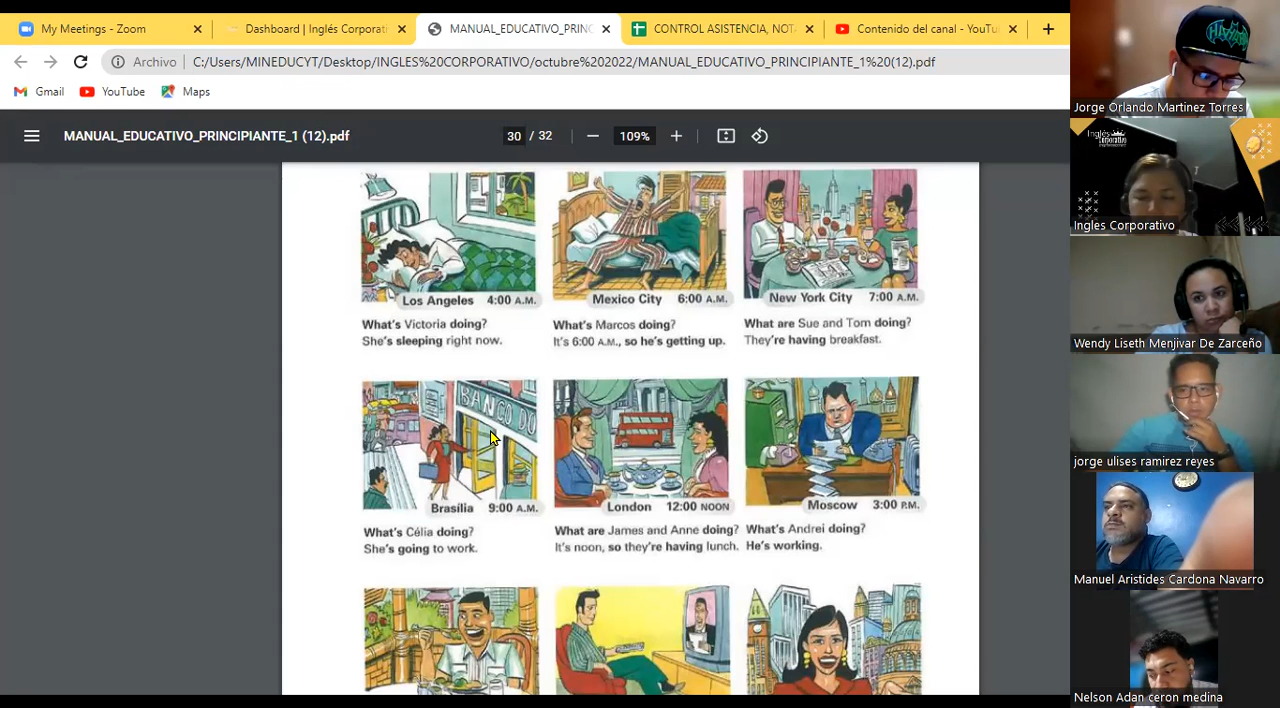 My Meetings - Zoom
Dashboard | Inglés Corporati
MANUAL_EDUCATIVO_PRINC
CONTROL ASISTENCIA, NOT
Contenido del canal - YouTu
Archivo
C:/Users/MINEDUCYT/Desktop/INGLES%20CORPORATIVO/octubre%202022/MANUAL_EDUCATIVO_PRINCIPIANTE_1%20(12).pdf
Gmail
YouTube
Maps
MANUAL_EDUCATIVO_PRINCIPIANTE_1 (12).pdf
30 / 32
109%
Los Angeles 4:00 A.M.
Mexico City 6:00 A.M.
New York City 7:00 A.M.
What's Victoria doing?
She's sleeping right now.
What's Marcos doing?
It's 6:00 A.M., so he's getting up.
What are Sue and Tom doing?
They're having breakfast.
BANCO DO
Brasília 9:00 A.M.
London 12:00 NOON
Moscow 3:00 P.M.
What's Célia doing?
She's going to work.
What are James and Anne doing?
It's noon, so they're having lunch.
What's Andrei doing?
He's working.
Jorge Orlando Martinez Torres
Inglés
Corporativo
Ingles Corporativo
Wendy Liseth Menjivar De Zarceño
jorge ulises ramirez reyes
Manuel Aristides Cardona Navarro
Nelson Adan ceron medina